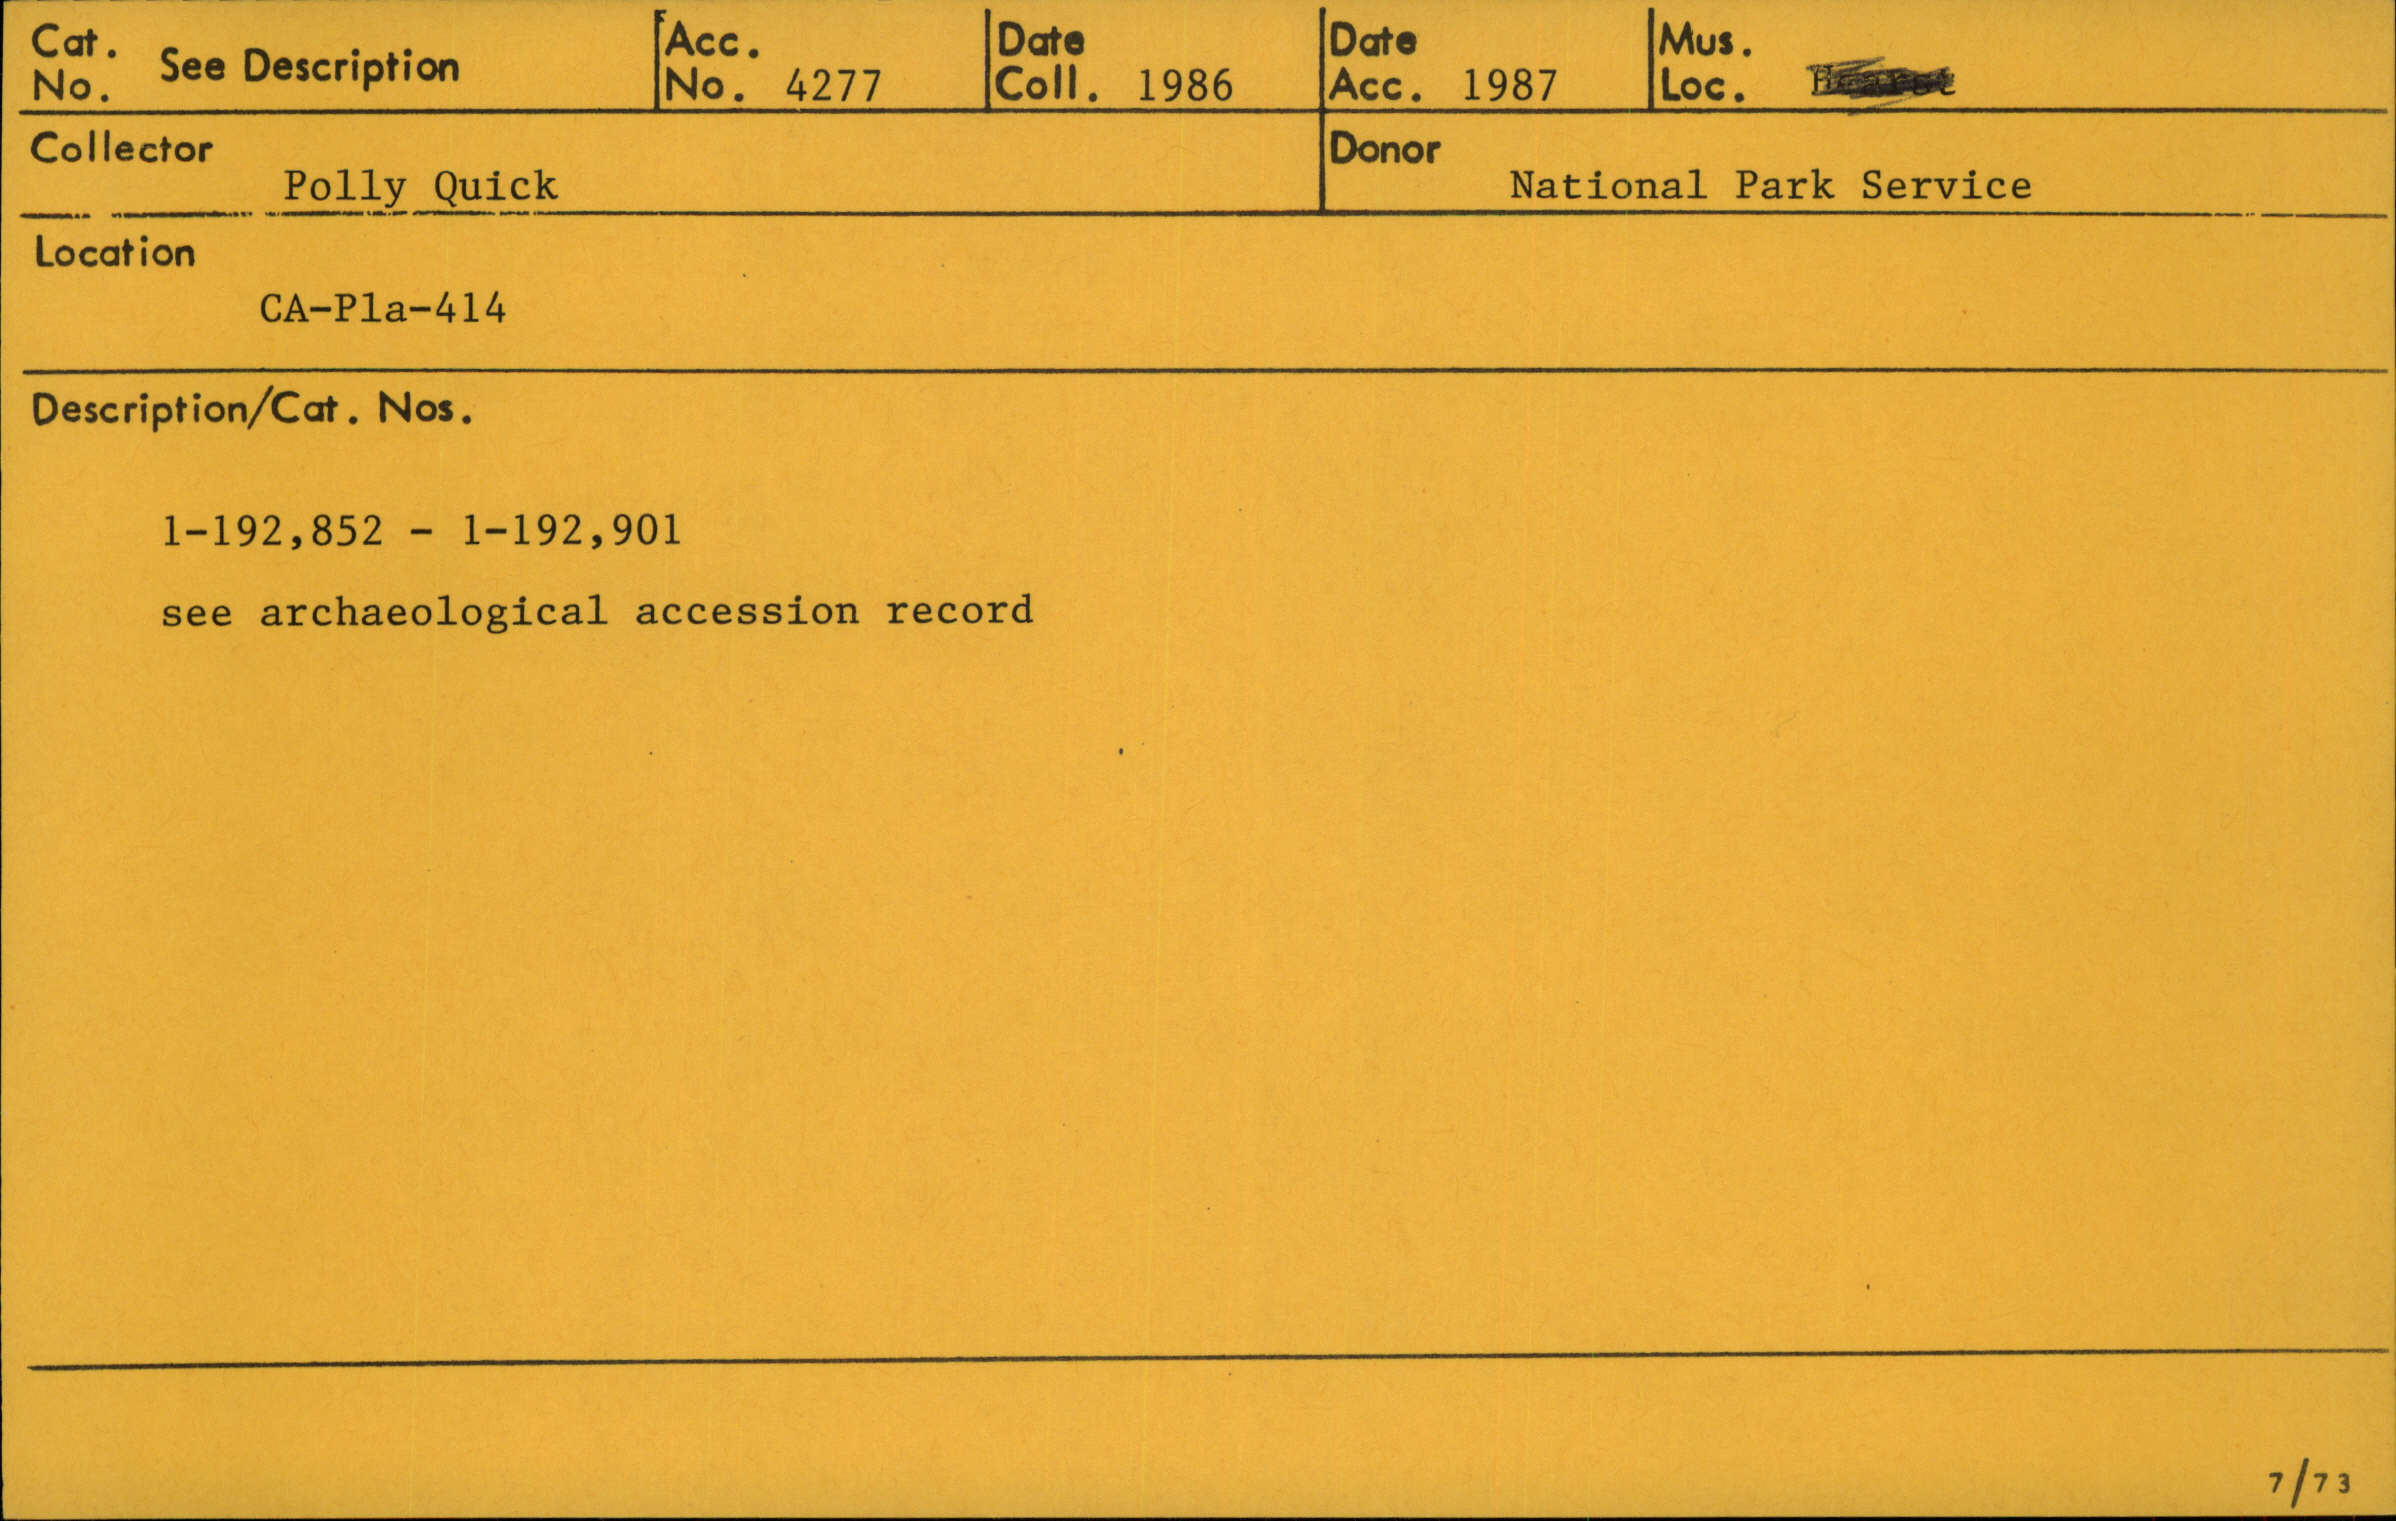 Cat. No. See Description
Acc. No. 4277
Date Coll. 1986
Date Acc. 1987
Mus. Loc.
Collector
Polly Quick
Donor
National Park Service
Location
CA-Pla-414
Description/Cat. Nos.
1-192,852 - 1-192,901
see archaeological accession record
7/73